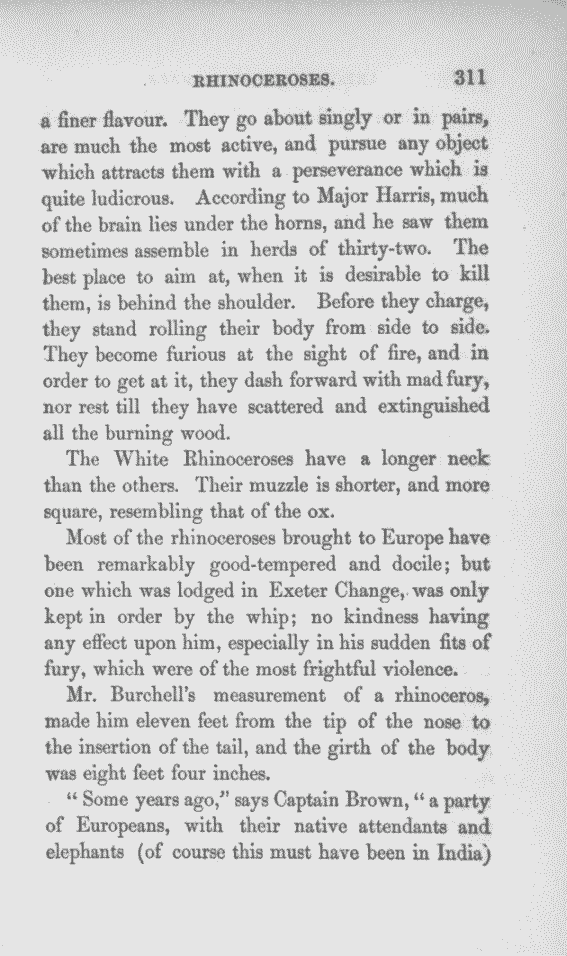 RHINOCEROSES. 311
a finer flavour. They go about singly or in pairs,
are much the most active, and pursue any object
which attracts them with a perseverance which is
quite ludicrous. According to Major Harris, much
of the brain lies under the horns, and he saw them
sometimes assemble in herds of thirty-two. The
best place to aim at, when it is desirable to kill
them, is behind the shoulder. Before they charge,
they stand rolling their body from side to side.
They become furious at the sight of fire, and in
order to get at it, they dash forward with mad fury,
nor rest till they have scattered and extinguished
all the burning wood.
The White Rhinoceroses have a longer neck
than the others. Their muzzle is shorter, and more
square, resembling that of the ox.
Most of the rhinoceroses brought to Europe have
been remarkably good-tempered and docile; but
one which was lodged in Exeter Change, was only
kept in order by the whip; no kindness having
any effect upon him, especially in his sudden fits of
fury, which were of the most frightful violence.
Mr. Burchell's measurement of a rhinoceros,
made him eleven feet from the tip of the nose to
the insertion of the tail, and the girth of the body
was eight feet four inches.
" Some years ago," says Captain Brown, " a party
of Europeans, with their native attendants and
elephants (of course this must have been in India)